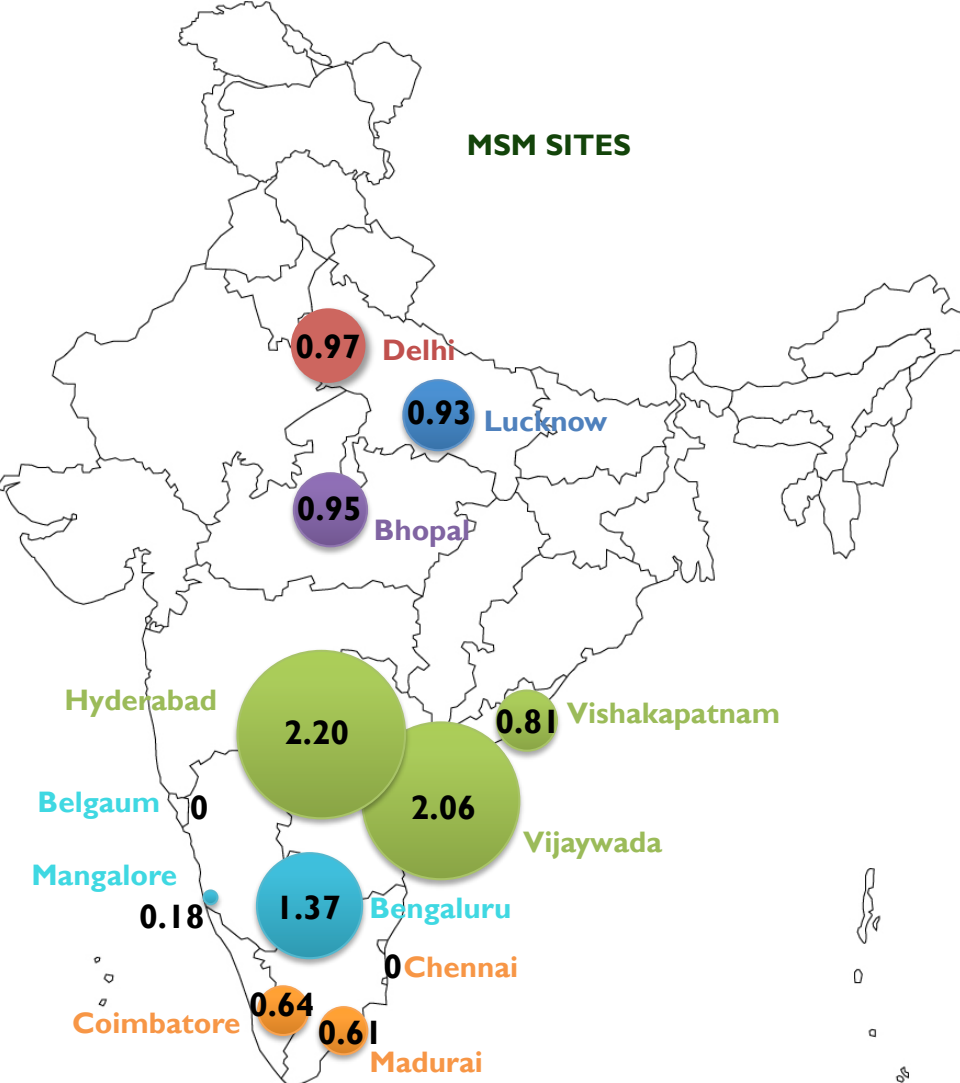 MSM SITES
0.97
Delhi
0.93
Lucknow
0.95
Bhopal
Hyderabad
2.20
0.81
Vishakapatnam
Belgaum
0
2.06
Vijaywada
Mangalore
0.18
1.37
Bengaluru
0
Chennai
0.64
Coimbatore
0.61
Madurai